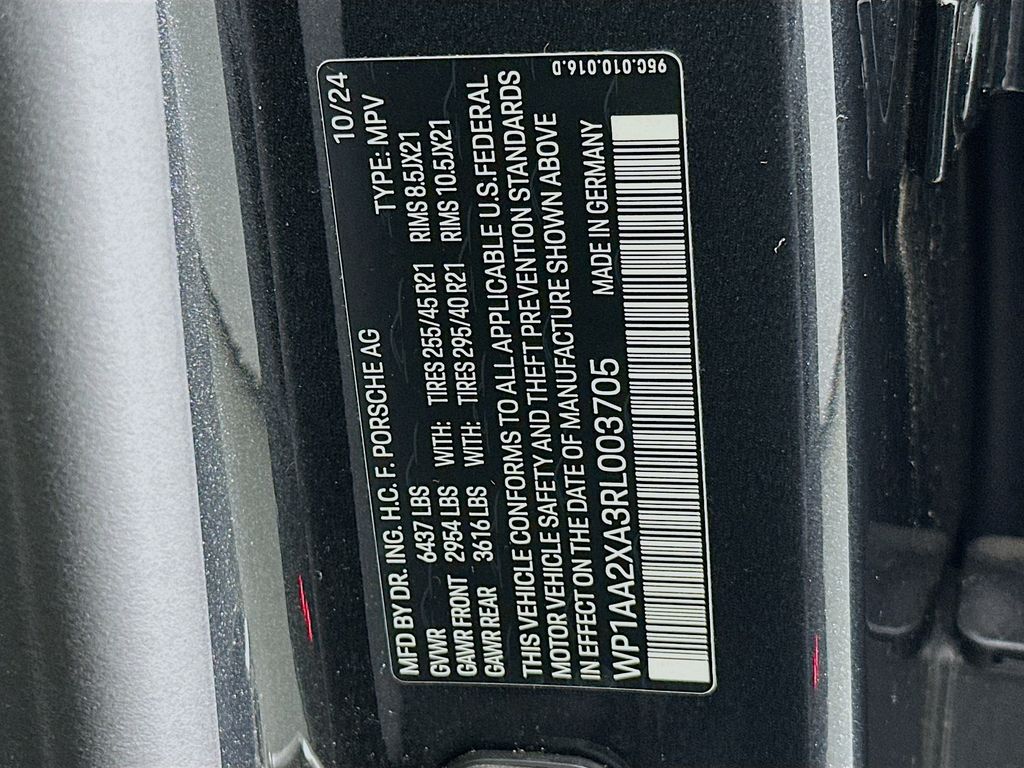 10/24
MFD BY DR. ING. H.C. F. PORSCHE AG TYPE: MPV
GVWR 6437 LBS
GAWR FRONT 2954 LBS WITH: TIRES 255/45 R21 RIMS 8.5JX21
GAWR REAR 3616 LBS WITH: TIRES 295/40 R21 RIMS 10.5JX21
THIS VEHICLE CONFORMS TO ALL APPLICABLE U.S. FEDERAL
MOTOR VEHICLE SAFETY AND THEFT PREVENTION STANDARDS
IN EFFECT ON THE DATE OF MANUFACTURE SHOWN ABOVE
WP1AA2XA3RL003705 MADE IN GERMANY
95C.010.016.D